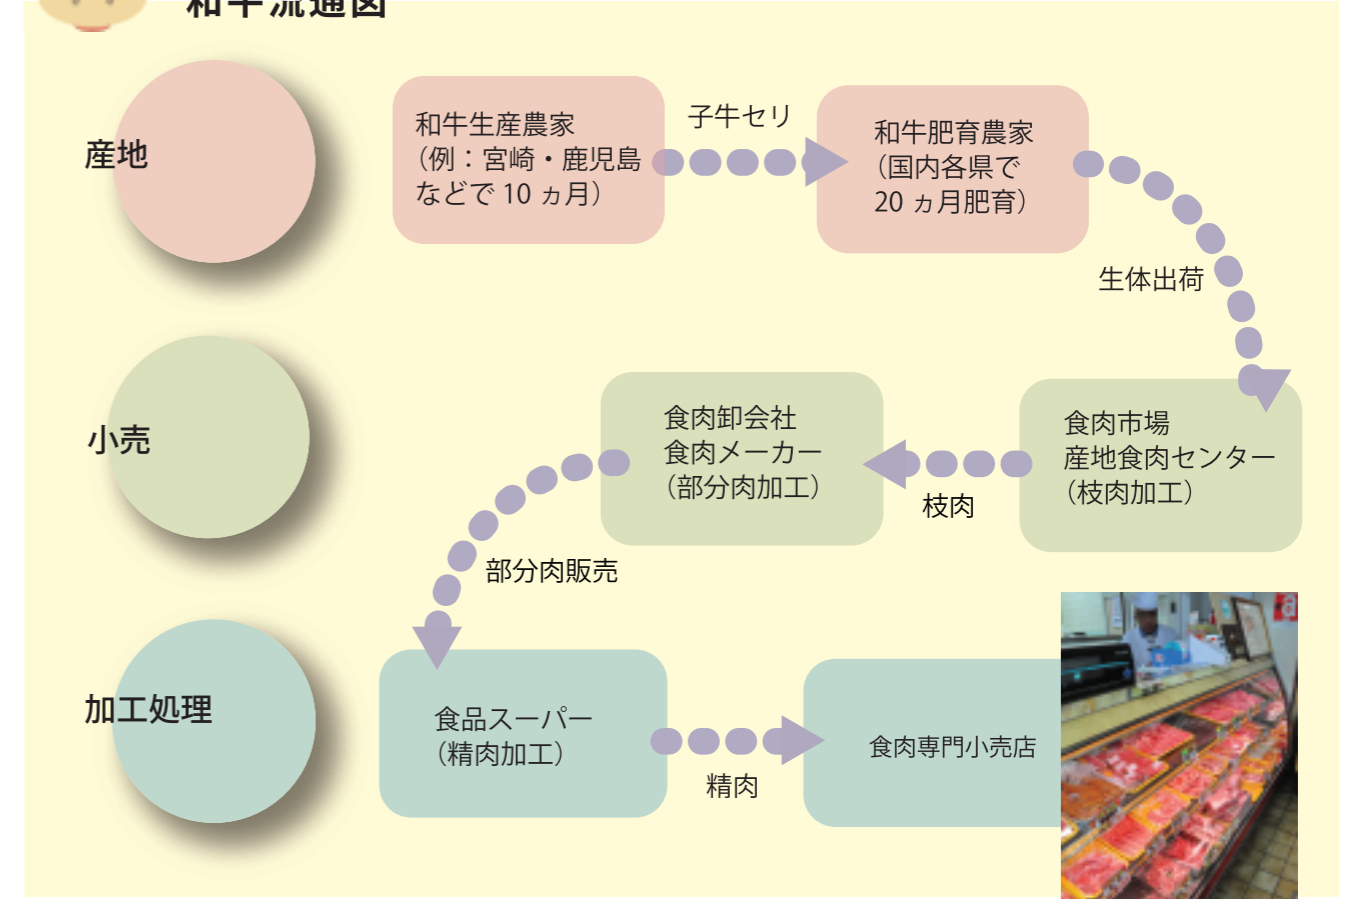 和牛流通図
産地
和牛生産農家
（例：宮崎・鹿児島
などで 10 ヵ月）
子牛セリ
和牛肥育農家
（国内各県で
20 ヵ月肥育）
生体出荷
小売
食肉卸会社
食肉メーカー
（部分肉加工）
枝肉
食肉市場
産地食肉センター
（枝肉加工）
部分肉販売
加工処理
食品スーパー
（精肉加工）
精肉
食肉専門小売店